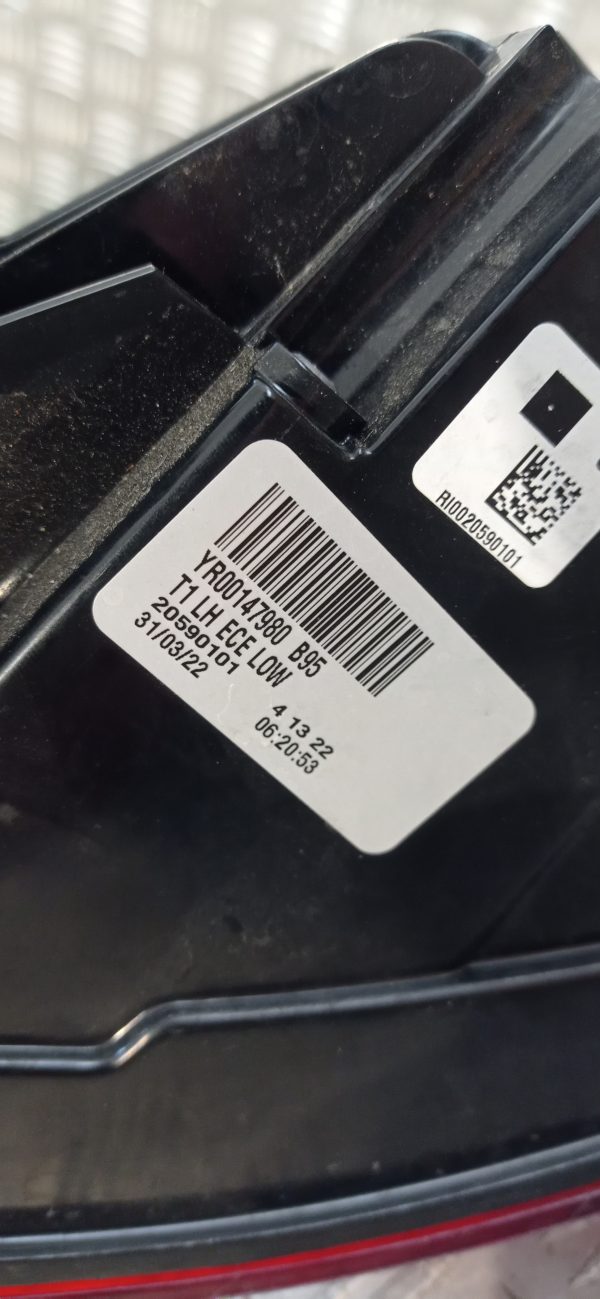 YR00147980 B95
T1 LH ECE LOW
20590101
31/03/22
4 13 22
06:20:53
RI0020590101